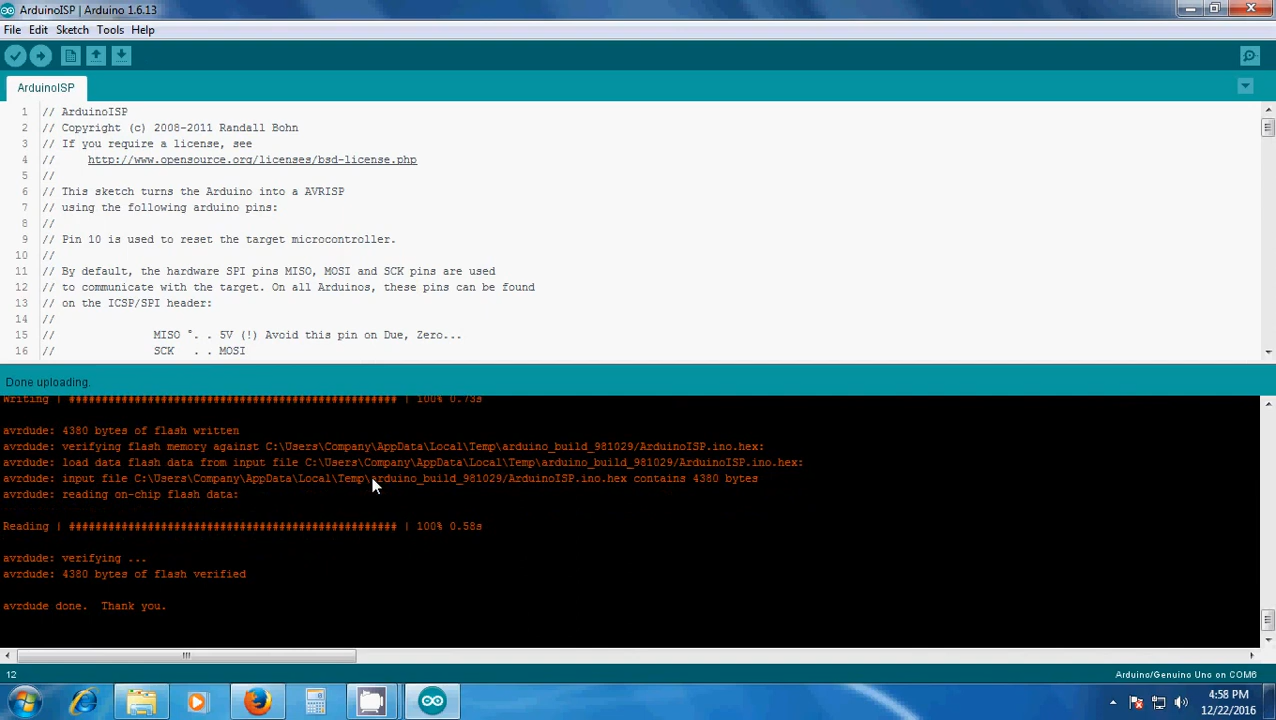 ArduinoISP | Arduino 1.6.13
File Edit Sketch Tools Help
ArduinoISP
1 // ArduinoISP
2 // Copyright (c) 2008-2011 Randall Bohn
3 // If you require a license, see
4 // http://www.opensource.org/licenses/bsd-license.php
5 //
6 // This sketch turns the Arduino into a AVRISP
7 // using the following arduino pins:
8 //
9 // Pin 10 is used to reset the target microcontroller.
10 //
11 // By default, the hardware SPI pins MISO, MOSI and SCK pins are used
12 // to communicate with the target. On all Arduinos, these pins can be found
13 // on the ICSP/SPI header:
14 //
15 // MISO °. . 5V (!) Avoid this pin on Due, Zero...
16 // SCK . . MOSI
Done uploading.
Writing | ################################################## | 100% 0.73s
avrdude: 4380 bytes of flash written
avrdude: verifying flash memory against C:\Users\Company\AppData\Local\Temp\arduino_build_981029/ArduinoISP.ino.hex:
avrdude: load data flash data from input file C:\Users\Company\AppData\Local\Temp\arduino_build_981029/ArduinoISP.ino.hex:
avrdude: input file C:\Users\Company\AppData\Local\Temp\arduino_build_981029/ArduinoISP.ino.hex contains 4380 bytes
avrdude: reading on-chip flash data:
Reading | ################################################## | 100% 0.58s
avrdude: verifying ...
avrdude: 4380 bytes of flash verified
avrdude done.  Thank you.
12 Arduino/Genuino Uno on COM6
4:58 PM
12/22/2016